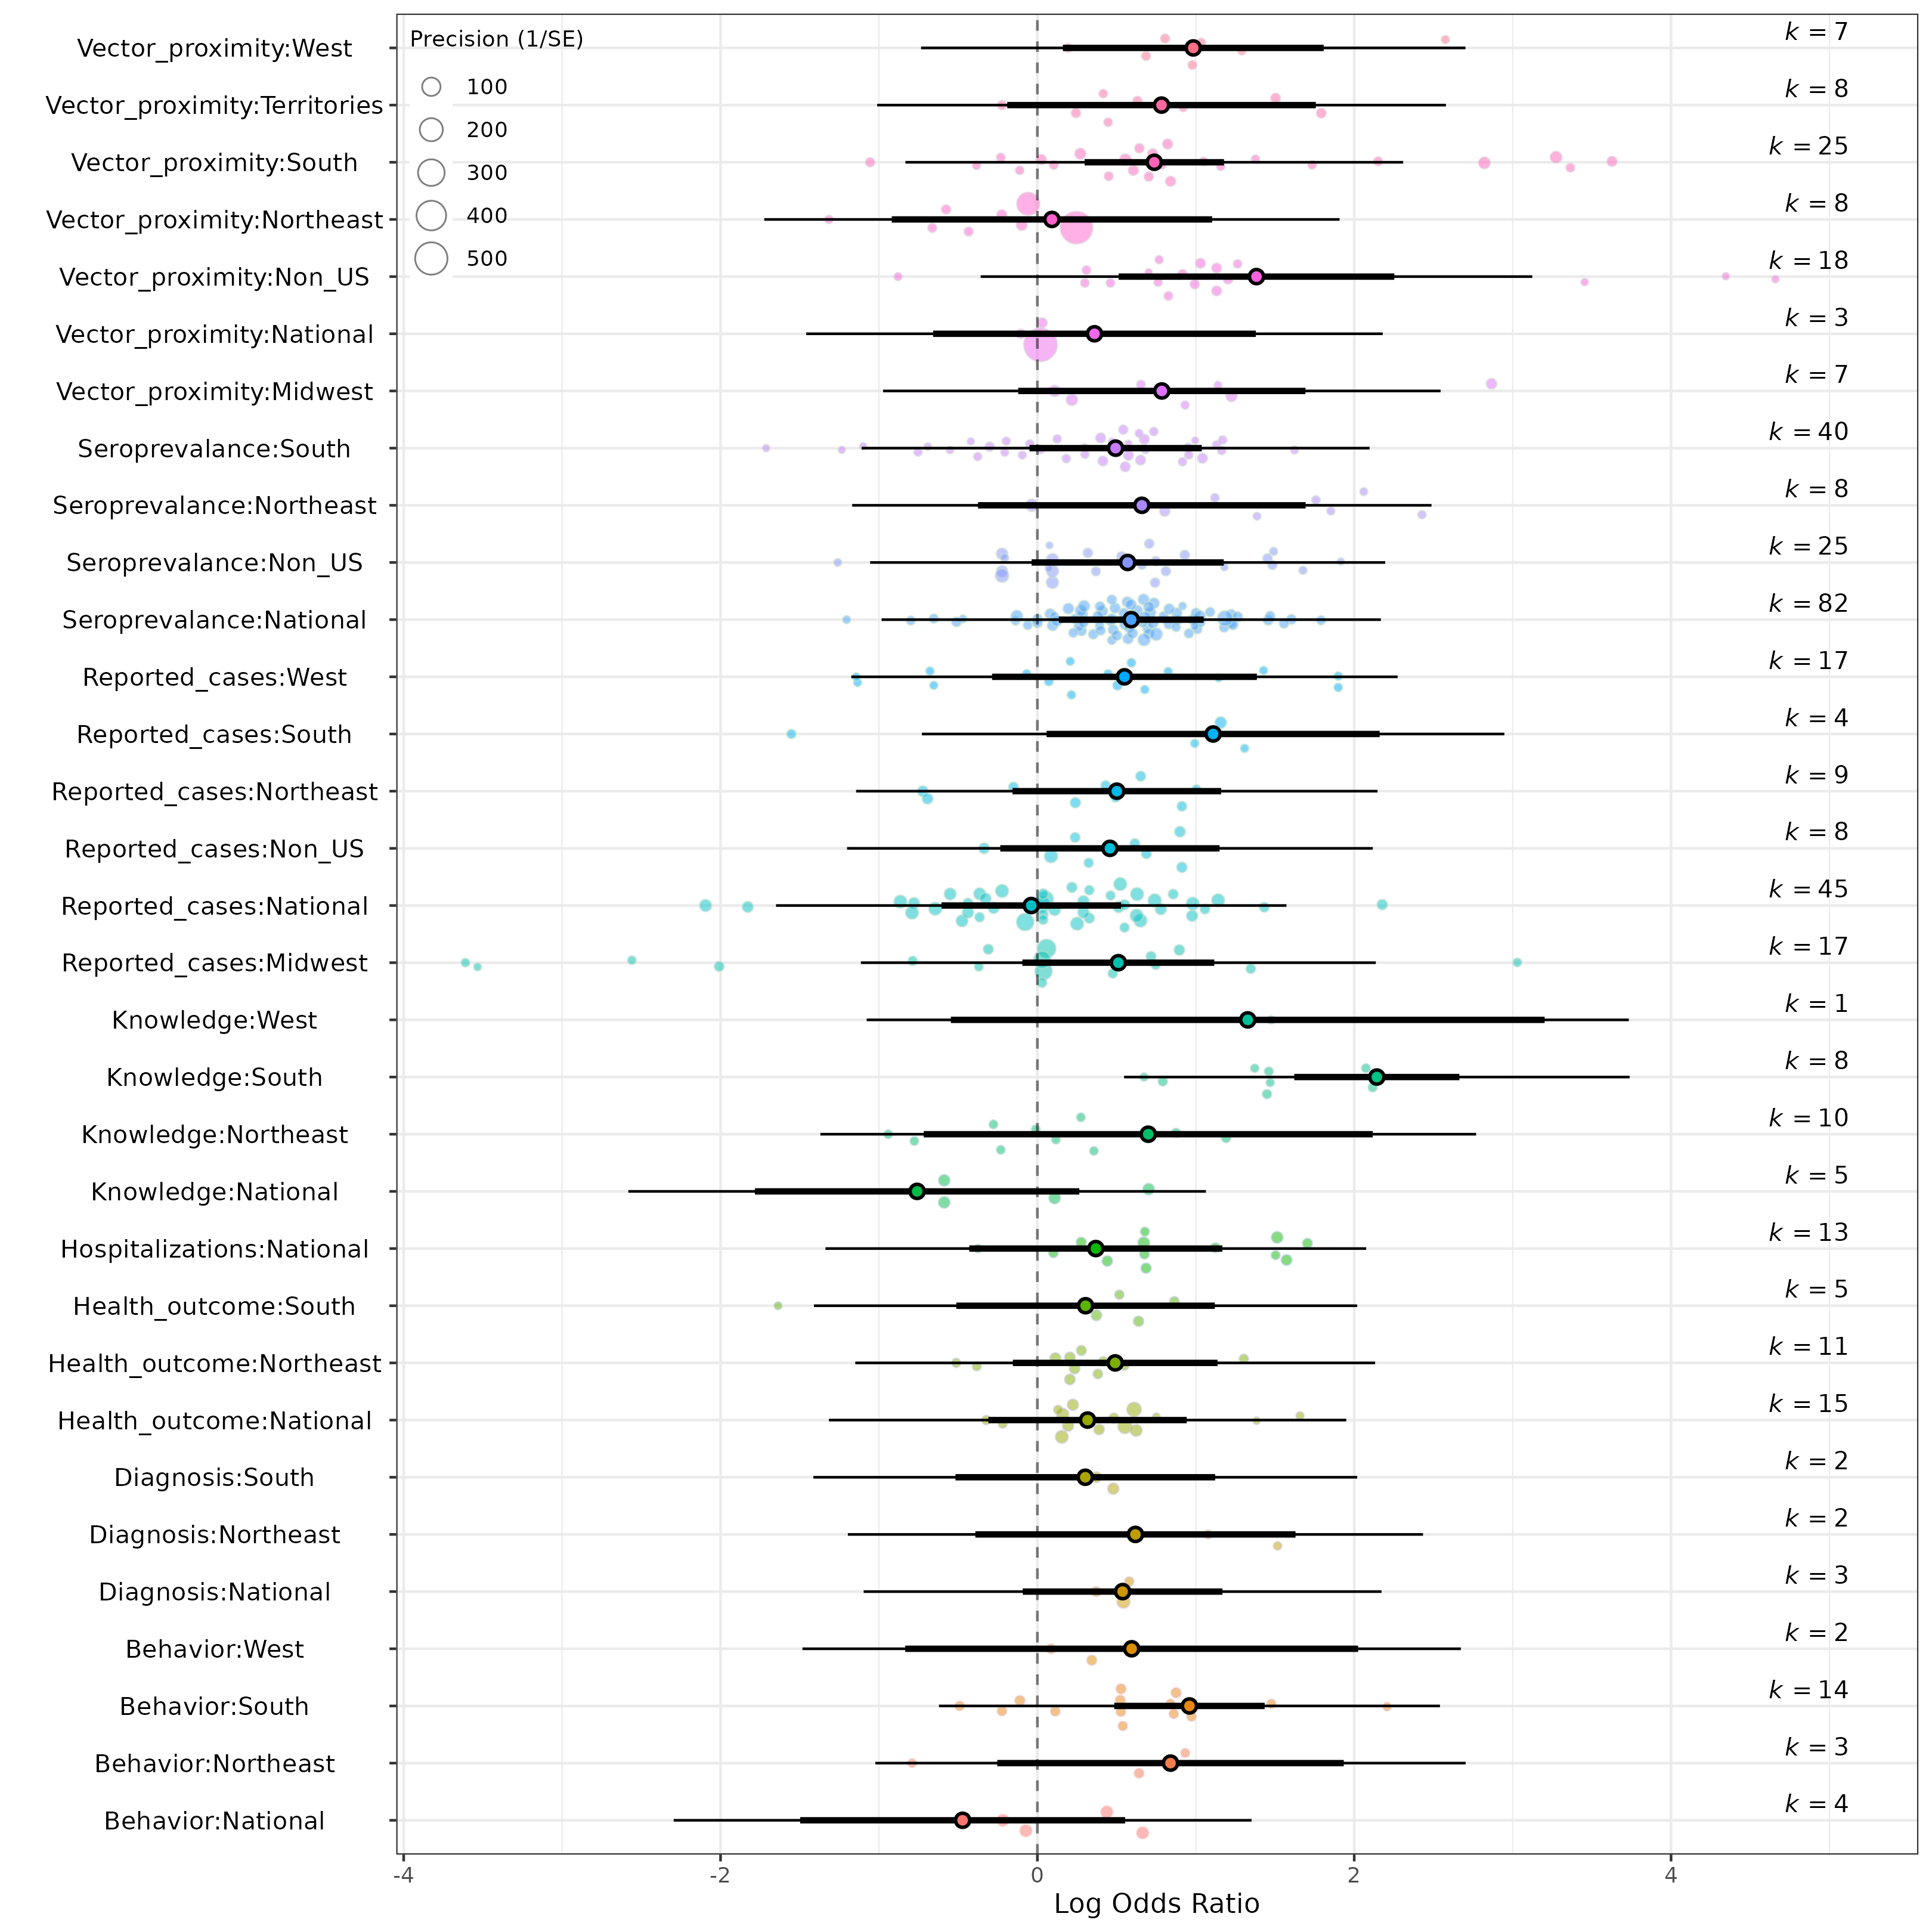 Precision (1/SE)
100
200
300
400
500
Vector_proximity:West k = 7
Vector_proximity:Territories k = 8
Vector_proximity:South k = 25
Vector_proximity:Northeast k = 8
Vector_proximity:Non_US k = 18
Vector_proximity:National k = 3
Vector_proximity:Midwest k = 7
Seroprevalance:South k = 40
Seroprevalance:Northeast k = 8
Seroprevalance:Non_US k = 25
Seroprevalance:National k = 82
Reported_cases:West k = 17
Reported_cases:South k = 4
Reported_cases:Northeast k = 9
Reported_cases:Non_US k = 8
Reported_cases:National k = 45
Reported_cases:Midwest k = 17
Knowledge:West k = 1
Knowledge:South k = 8
Knowledge:Northeast k = 10
Knowledge:National k = 5
Hospitalizations:National k = 13
Health_outcome:South k = 5
Health_outcome:Northeast k = 11
Health_outcome:National k = 15
Diagnosis:South k = 2
Diagnosis:Northeast k = 2
Diagnosis:National k = 3
Behavior:West k = 2
Behavior:South k = 14
Behavior:Northeast k = 3
Behavior:National k = 4
-4 -2 0 2 4
Log Odds Ratio